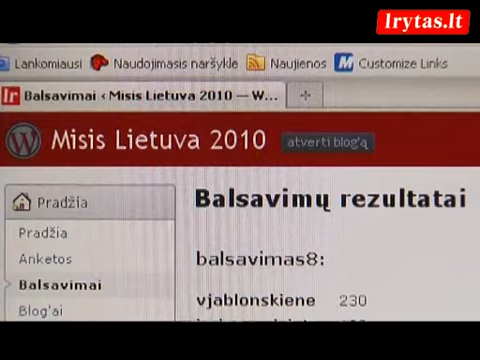 lrytas.lt
Lankomiausi Naudojimasis naršykle Naujienos Customize Links
Balsavimai ‹ Misis Lietuva 2010 — W...
Misis Lietuva 2010 atverti blog'ą
Pradžia
Balsavimų rezultatai
Pradžia
Anketos
balsavimas8:
Balsavimai
vjablonskiene 230
Blog'ai